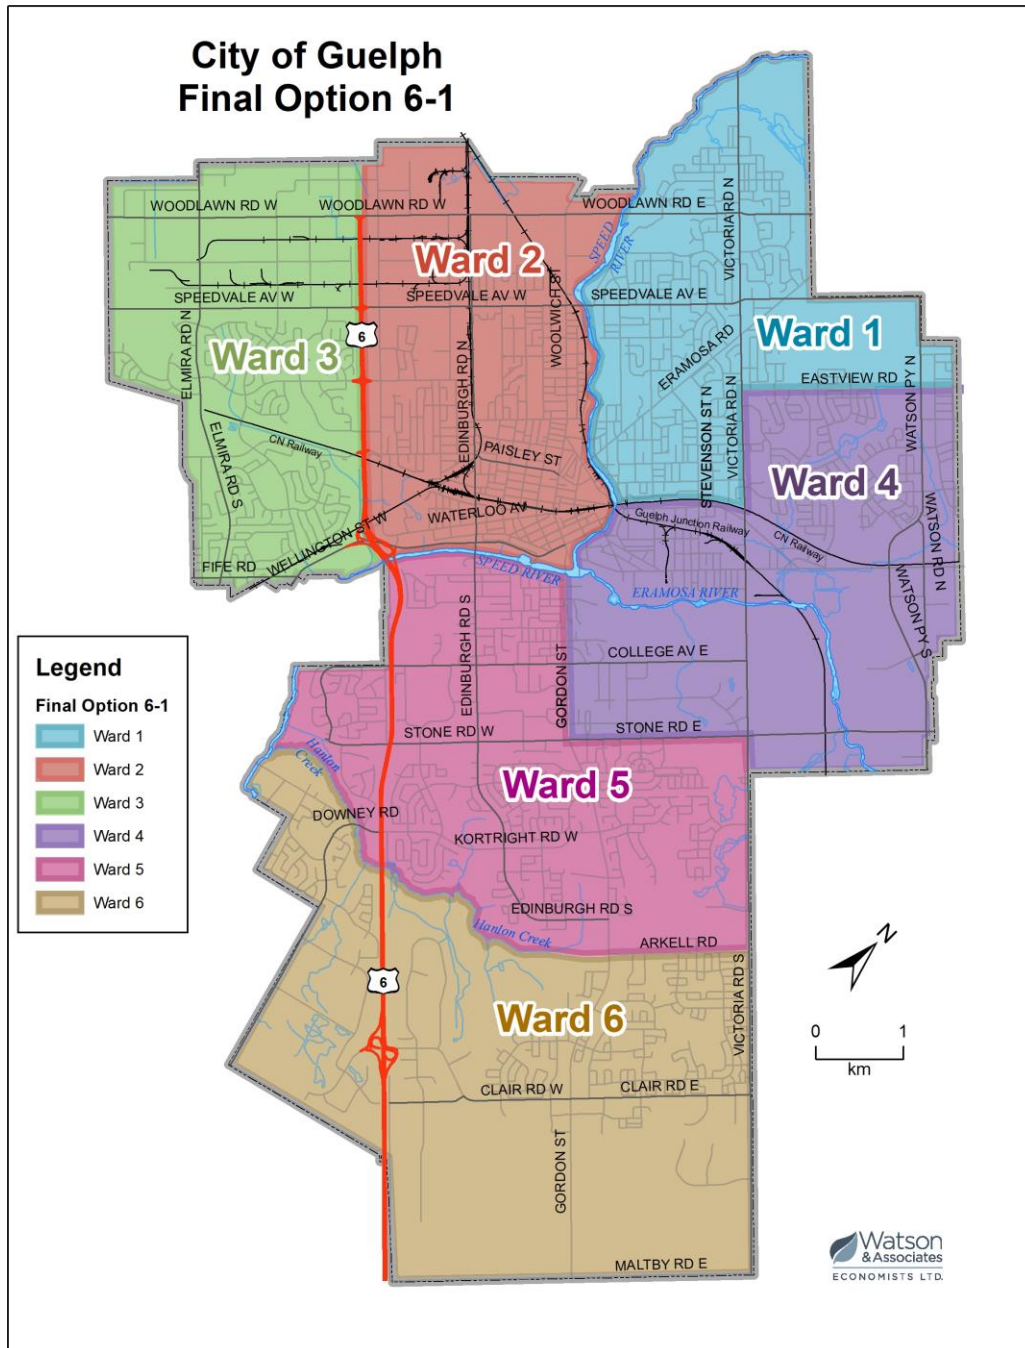 City of Guelph
Final Option 6-1
WOODLAWN RD W
WOODLAWN RD W
WOODLAWN RD E
SPEED
RIVER
VICTORIA RD N
Ward 2
SPEEDVALE AV W
SPEEDVALE AV W
SPEEDVALE AV E
WOOLWICH ST
ELMIRA RD N
6
Ward 3
EDINBURGH RD N
ERAMOSA RD
Ward 1
EASTVIEW RD
WATSON PY N
STEVENSON ST N
VICTORIA RD N
ELMIRA RD S
CN Railway
PAISLEY ST
Ward 4
WATERLOO AV
Guelph Junction Railway
CN Railway
WATSON RD N
WELLINGTON ST W
FIFE RD
SPEED RIVER
ERAMOSA RIVER
WATSON PY S
EDINBURGH RD S
GORDON ST
COLLEGE AV E
Legend
Final Option 6-1
Ward 1
Ward 2
Ward 3
Ward 4
Ward 5
Ward 6
STONE RD W
STONE RD E
Hanlon
Creek
Ward 5
DOWNEY RD
KORTRIGHT RD W
EDINBURGH RD S
Hanlon Creek
ARKELL RD
N
6
Ward 6
VICTORIA RD S
0 1
km
CLAIR RD W
CLAIR RD E
GORDON ST
MALTBY RD E
Watson
& Associates
ECONOMISTS LTD.